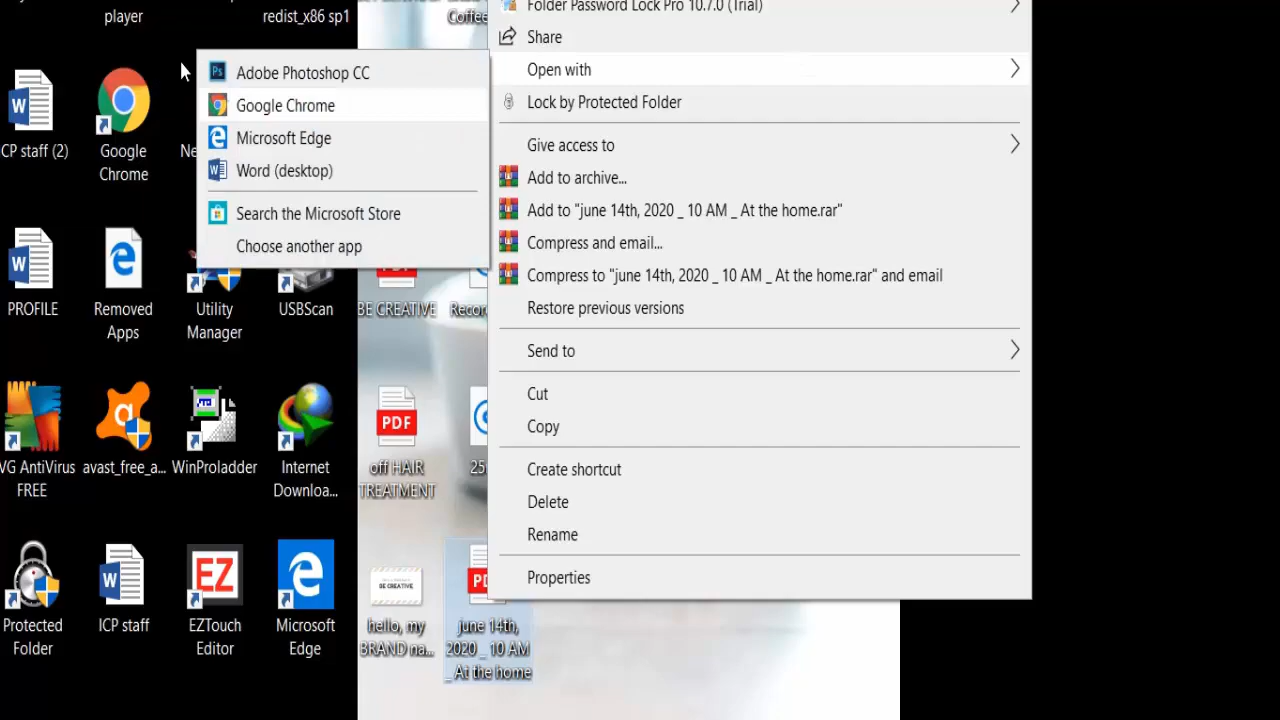 player
redist_x86 sp1
Coffee
Folder Password Lock Pro 10.7.0 (Trial)
Share
Open with
Lock by Protected Folder
Give access to
Add to archive...
Add to "june 14th, 2020 _ 10 AM _ At the home.rar"
Compress and email...
Compress to "june 14th, 2020 _ 10 AM _ At the home.rar" and email
Restore previous versions
Send to
Cut
Copy
Create shortcut
Delete
Rename
Properties
Ps
Adobe Photoshop CC
Google Chrome
Microsoft Edge
Word (desktop)
Search the Microsoft Store
Choose another app
CP staff (2)
Google
Chrome
Ne
PROFILE
Removed
Apps
Utility
Manager
USBScan
BE CREATIVE
Recor
VG AntiVirus
FREE
avast_free_a...
WinProladder
Internet
Downloa...
PDF
off HAIR
TREATMENT
25
Protected
Folder
ICP staff
EZ
EZTouch
Editor
Microsoft
Edge
BE CREATIVE
hello, my
BRAND na...
PD
june 14th,
2020 _ 10 AM
_ At the home